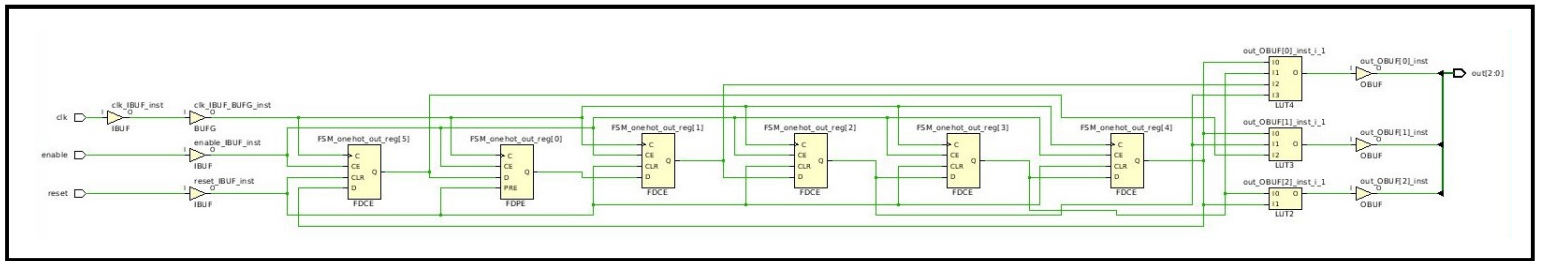 clk
enable
reset
clk_IBUF_inst
I
O
IBUF
clk_IBUF_BUFG_inst
I
O
BUFG
enable_IBUF_inst
I
O
IBUF
reset_IBUF_inst
I
O
IBUF
FSM_onehot_out_reg[5]
C
CE
CLR
D
Q
FDCE
FSM_onehot_out_reg[0]
C
CE
D
PRE
Q
FDPE
FSM_onehot_out_reg[1]
C
CE
CLR
D
Q
FDCE
FSM_onehot_out_reg[2]
C
CE
CLR
D
Q
FDCE
FSM_onehot_out_reg[3]
C
CE
CLR
D
Q
FDCE
FSM_onehot_out_reg[4]
C
CE
CLR
D
Q
FDCE
out_OBUF[0]_inst_i_1
I0
I1
I2
I3
O
LUT4
out_OBUF[1]_inst_i_1
I0
I1
I2
O
LUT3
out_OBUF[2]_inst_i_1
I0
I1
O
LUT2
out_OBUF[0]_inst
I
O
OBUF
out_OBUF[1]_inst
I
O
OBUF
out_OBUF[2]_inst
I
O
OBUF
out[2:0]